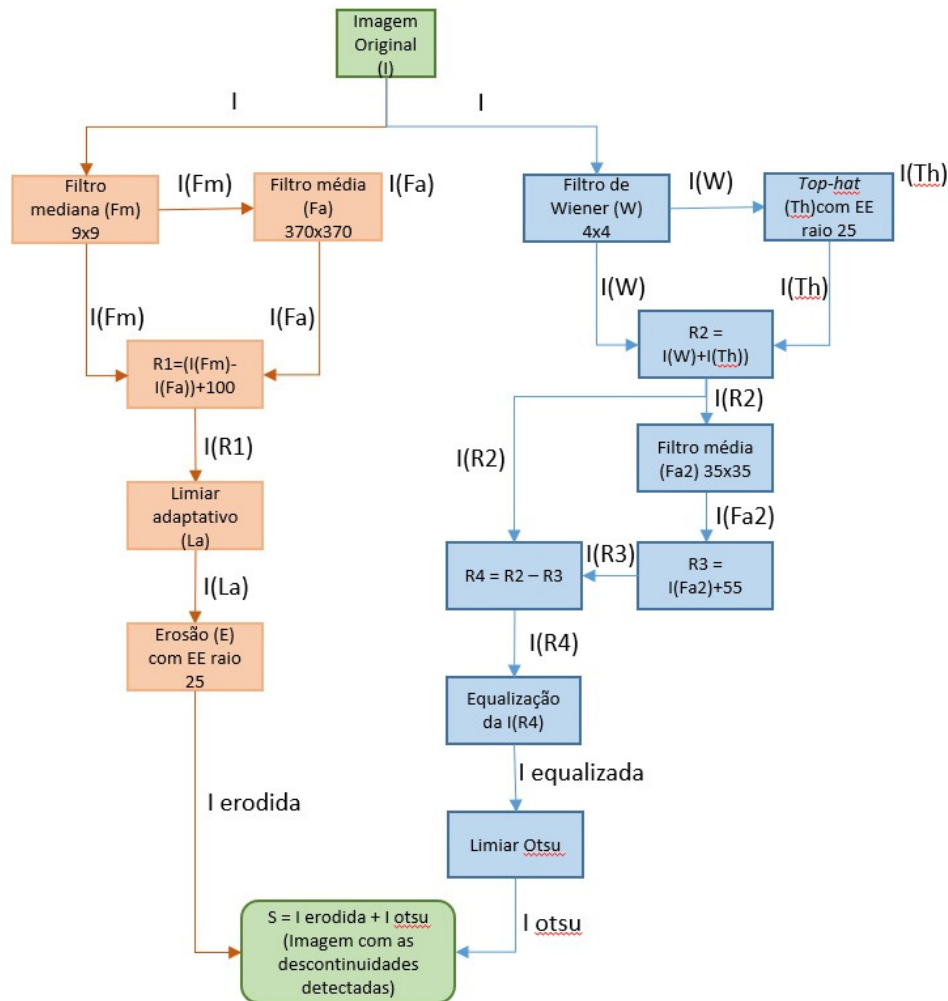 Imagem
Original
(I)
I
I
Filtro
mediana (Fm)
9x9
I(Fm)
Filtro média
(Fa)
370x370
I(Fa)
Filtro de
Wiener (W)
4x4
I(W)
Top-hat
(Th)com EE
raio 25
I(Th)
I(Fm)
I(Fa)
I(W)
I(Th)
R1=(I(Fm)-
I(Fa))+100
R2 =
I(W)+I(Th))
I(R1)
I(R2)
I(R2)
Limiar
adaptativo
(La)
Filtro média
(Fa2) 35x35
I(La)
I(Fa2)
Erosão (E)
com EE raio
25
R4 = R2 – R3
I(R3)
R3 =
I(Fa2)+55
I(R4)
Equalização
da I(R4)
I equalizada
I erodida
Limiar Otsu
I otsu
S = I erodida + I otsu
(Imagem com as
descontinuidades
detectadas)